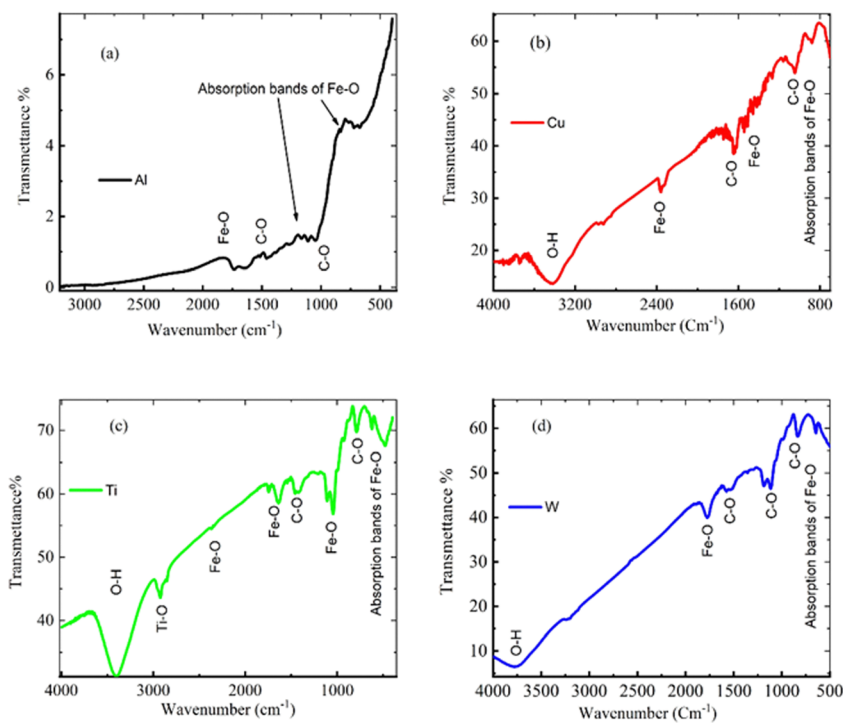 (a)
Transmettance %
6
4
2
0
Absorption bands of Fe-O
Al
Fe-O
C-O
C-O
3000 2500 2000 1500 1000 500
Wavenumber (cm⁻¹)
(b)
Transmettance %
60
50
40
30
20
Cu
O-H
Fe-O
C-O
Fe-O
C-O
Absorption bands of Fe-O
4000 3200 2400 1600 800
Wavenumber (Cm⁻¹)
(c)
Transmettance%
70
60
50
40
Ti
O-H
Ti-O
Fe-O
Fe-O
C-O
Fe-O
C-O
Absorption bands of Fe-O
4000 3000 2000 1000
Wavenumber (Cm⁻¹)
(d)
Transmettance %
60
50
40
30
20
10
W
O-H
Fe-O
C-O
C-O
C-O
Absorption bands of Fe-O
4000 3500 3000 2500 2000 1500 1000 500
Wavenumber (Cm⁻¹)